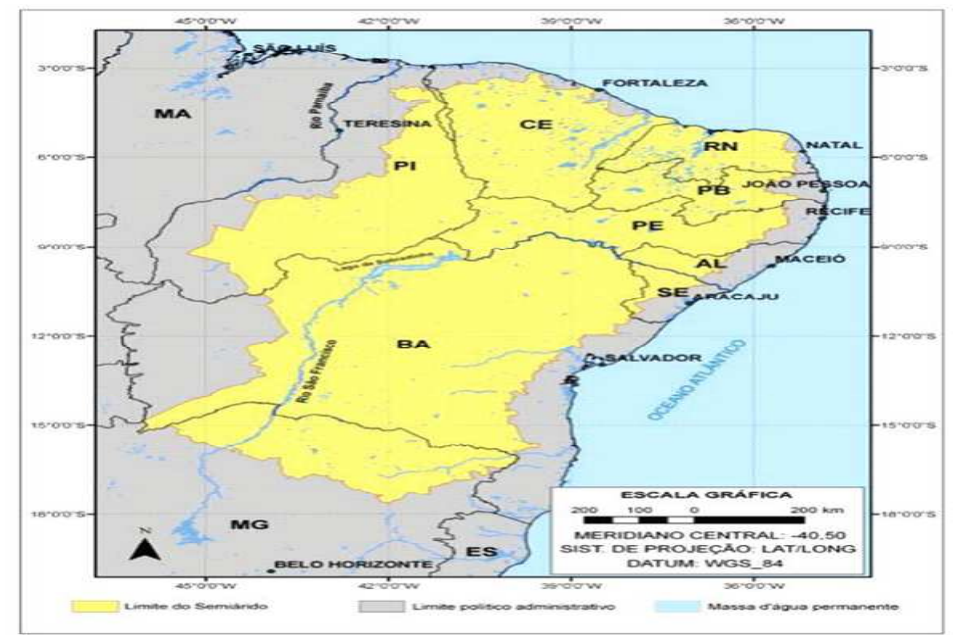 45°0'0"W 42°0'0"W 39°0'0"W 36°0'0"W
SÃO LUÍS
3°0'0"S 3°0'0"S
FORTALEZA
MA
Rio Parnaíba
TERESINA
CE
RN
NATAL
6°0'0"S 6°0'0"S
PI
PB
JOÃO PESSOA
RECIFE
PE
9°0'0"S 9°0'0"S
Lago de Sobradinho
AL
MACEIÓ
SE
ARACAJU
12°0'0"S 12°0'0"S
BA
Rio São Francisco
SALVADOR
OCEANO ATLÂNTICO
15°0'0"S 15°0'0"S
ESCALA GRÁFICA
200 100 0 200 km
18°0'0"S 18°0'0"S
MG
N
ES
MERIDIANO CENTRAL: -40,50
SIST. DE PROJEÇÃO: LAT/LONG
DATUM: WGS_84
BELO HORIZONTE
45°0'0"W 42°0'0"W 39°0'0"W 36°0'0"W
Limite do Semiárido Limite político administrativo Massa d'água permanente